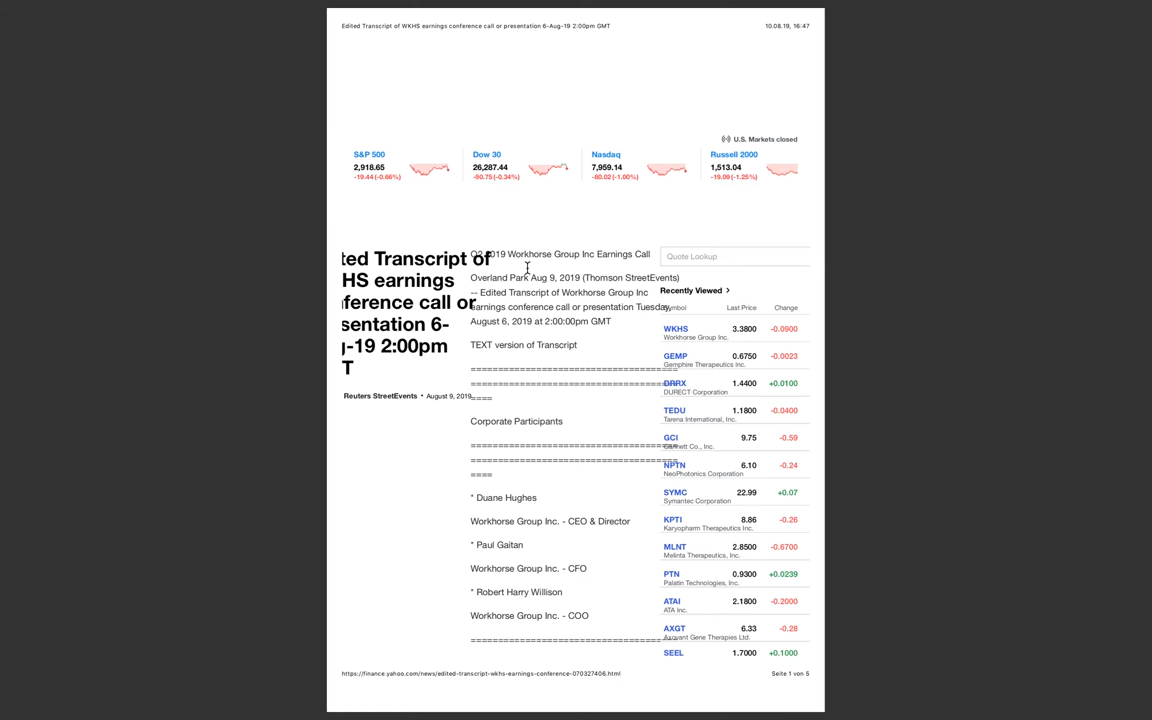 Edited Transcript of WKHS earnings conference call or presentation 6-Aug-19 2:00pm GMT
10.08.19, 16:47
U.S. Markets closed
S&P 500
2,918.65
-19.44(-0.66%)
Dow 30
26,287.44
-90.75(-0.34%)
Nasdaq
7,959.14
-80.02(-1.00%)
Russell 2000
1,513.04
-19.09(-1.25%)
ted Transcript of
HS earnings
ference call or
sentation 6-
-19 2:00pm
T
Reuters StreetEvents • August 9, 2019
Q2 2019 Workhorse Group Inc Earnings Call
Overland Park Aug 9, 2019 (Thomson StreetEvents)
-- Edited Transcript of Workhorse Group Inc
earnings conference call or presentation Tuesday,
August 6, 2019 at 2:00:00pm GMT
TEXT version of Transcript
======================================
======================================
====
Corporate Participants
======================================
======================================
====
* Duane Hughes
Workhorse Group Inc. - CEO & Director
* Paul Gaitan
Workhorse Group Inc. - CFO
* Robert Harry Willison
Workhorse Group Inc. - COO
======================================
Quote Lookup
Recently Viewed >
Symbol Last Price Change
WKHS 3.3800 -0.0900
Workhorse Group Inc.
GEMP 0.6750 -0.0023
Gemphire Therapeutics Inc.
DRRX 1.4400 +0.0100
DURECT Corporation
TEDU 1.1800 -0.0400
Tarena International, Inc.
GCI 9.75 -0.59
Gannett Co., Inc.
NPTN 6.10 -0.24
NeoPhotonics Corporation
SYMC 22.99 +0.07
Symantec Corporation
KPTI 8.86 -0.26
Karyopharm Therapeutics Inc.
MLNT 2.8500 -0.6700
Melinta Therapeutics, Inc.
PTN 0.9300 +0.0239
Palatin Technologies, Inc.
ATAI 2.1800 -0.2000
ATA Inc.
AXGT 6.33 -0.28
Axovant Gene Therapies Ltd.
SEEL 1.7000 +0.1000
https://finance.yahoo.com/news/edited-transcript-wkhs-earnings-conference-070327406.html
Seite 1 von 5